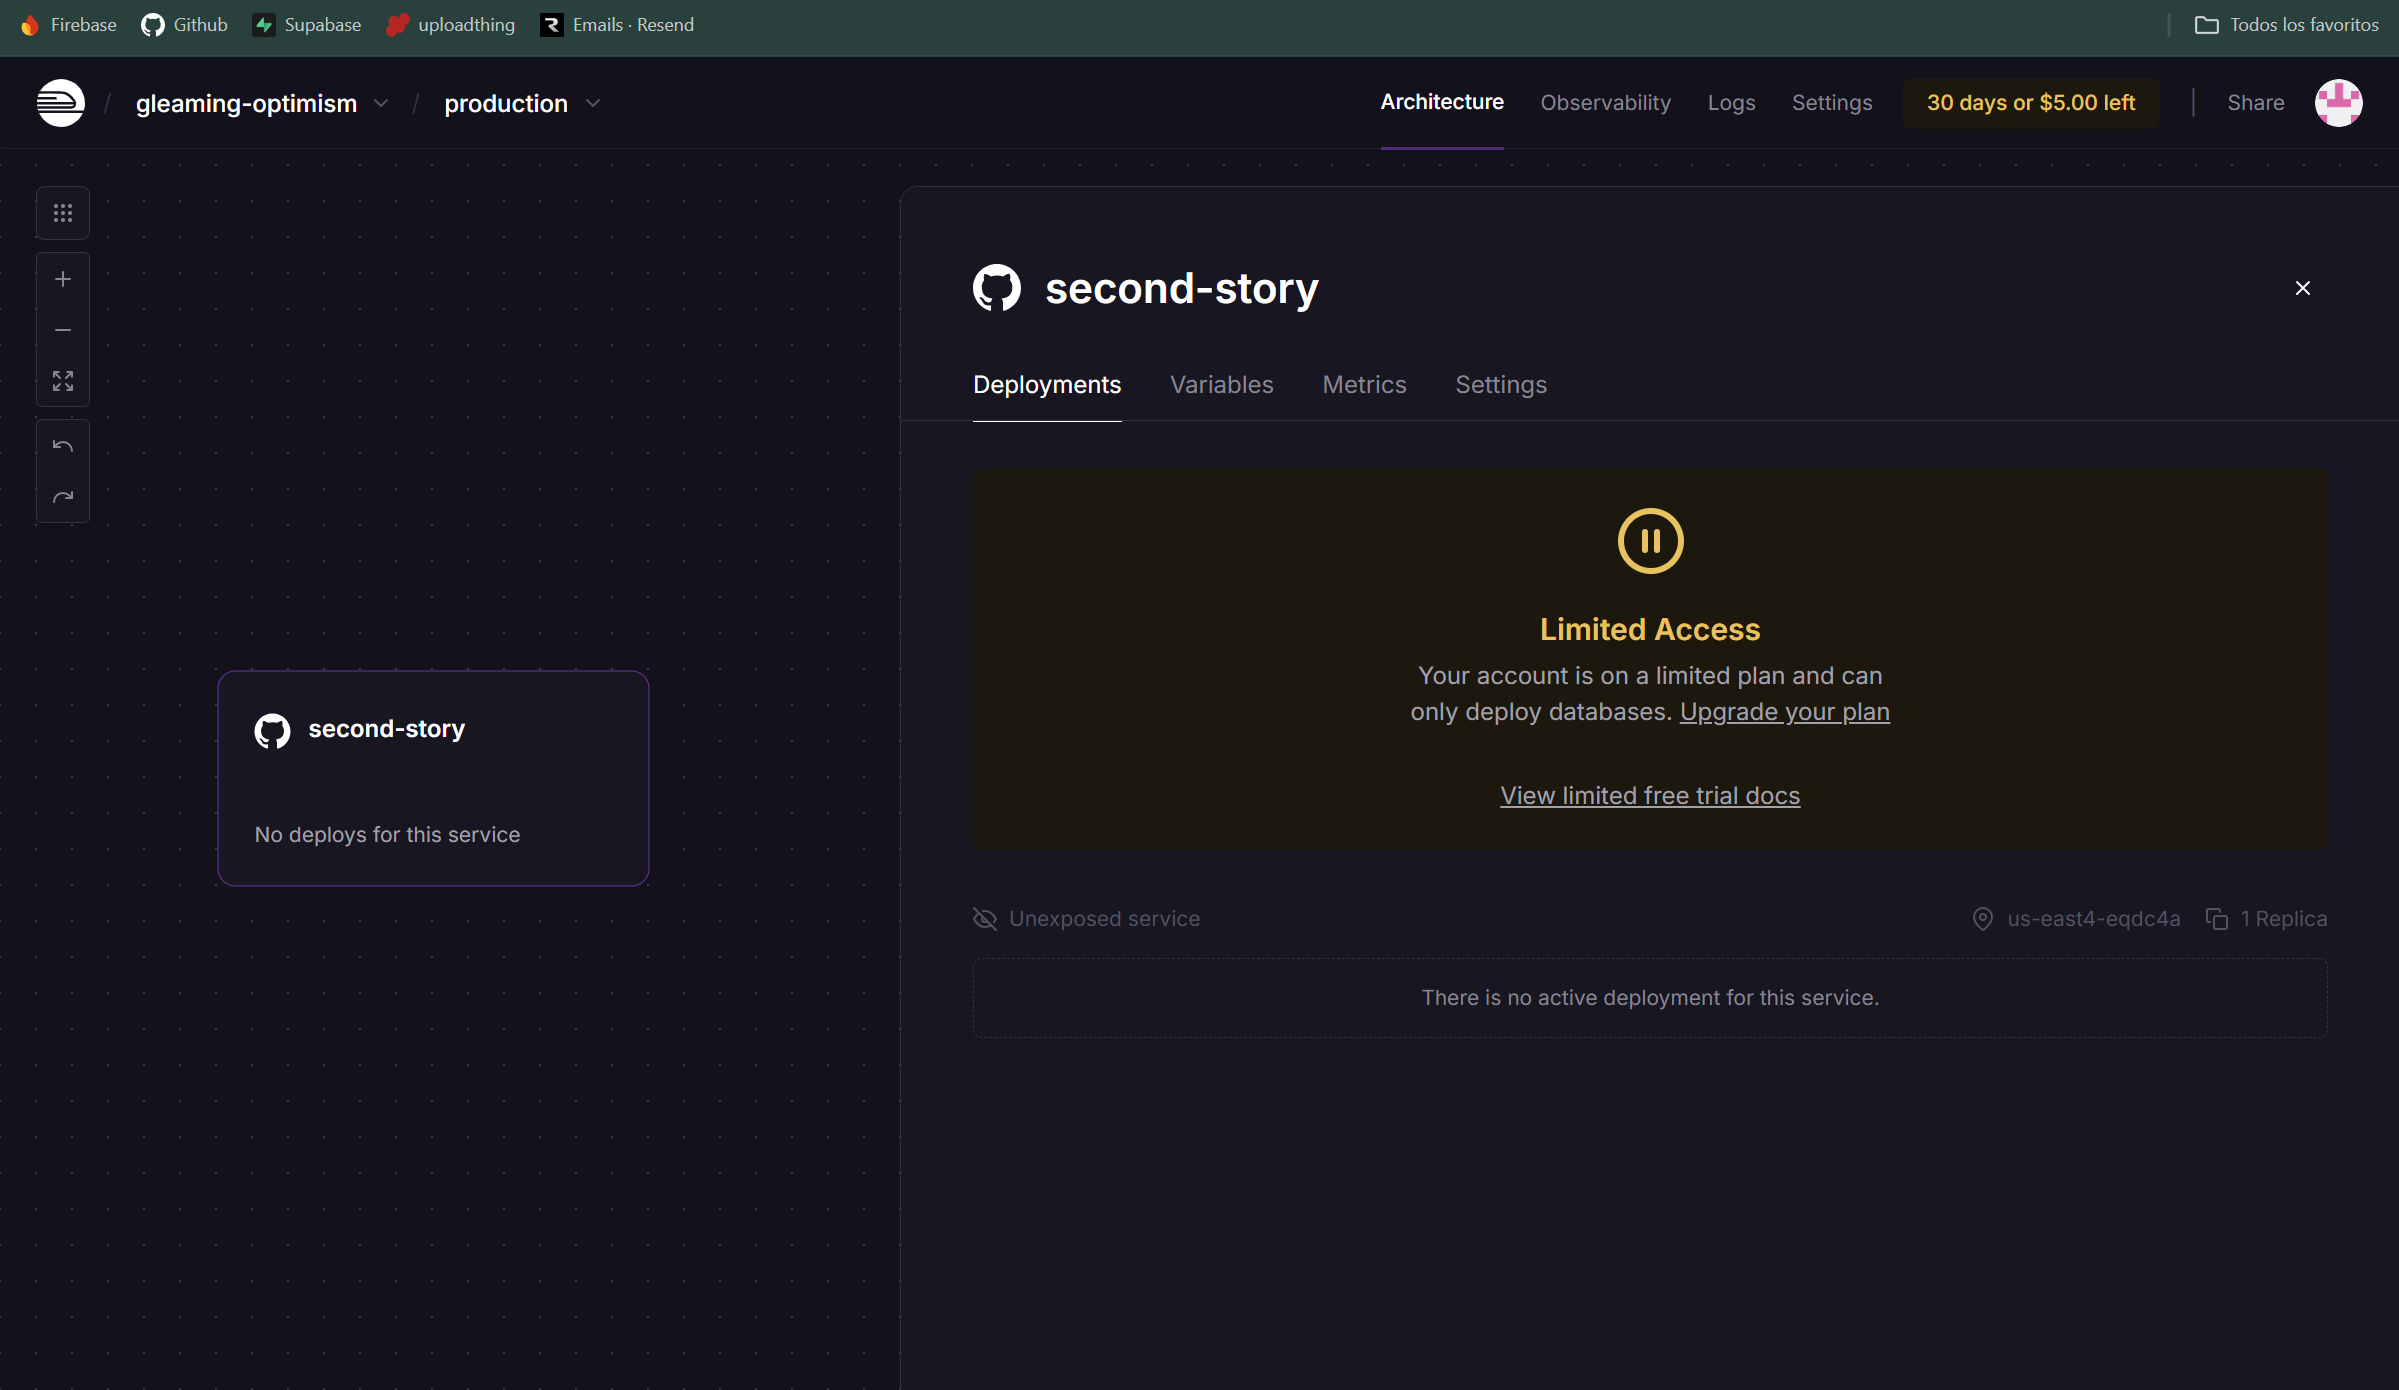 Firebase Github Supabase uploadthing Emails · Resend Todos los favoritos
/ gleaming-optimism / production Architecture Observability Logs Settings 30 days or $5.00 left Share
second-story
Deployments Variables Metrics Settings
Limited Access
Your account is on a limited plan and can
only deploy databases. Upgrade your plan
View limited free trial docs
second-story
No deploys for this service
Unexposed service us-east4-eqdc4a 1 Replica
There is no active deployment for this service.